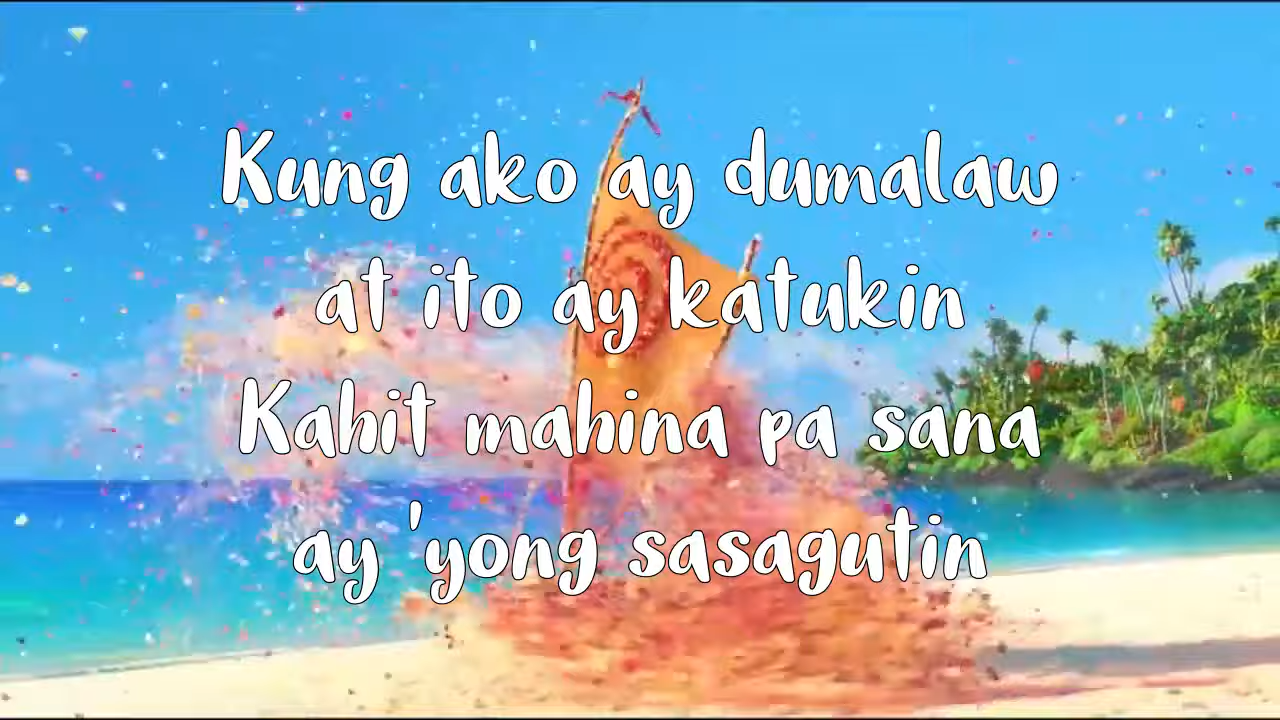 Kung ako ay dumalaw
at ito ay katukin
Kahit mahina pa sana
ay 'yong sasagutin